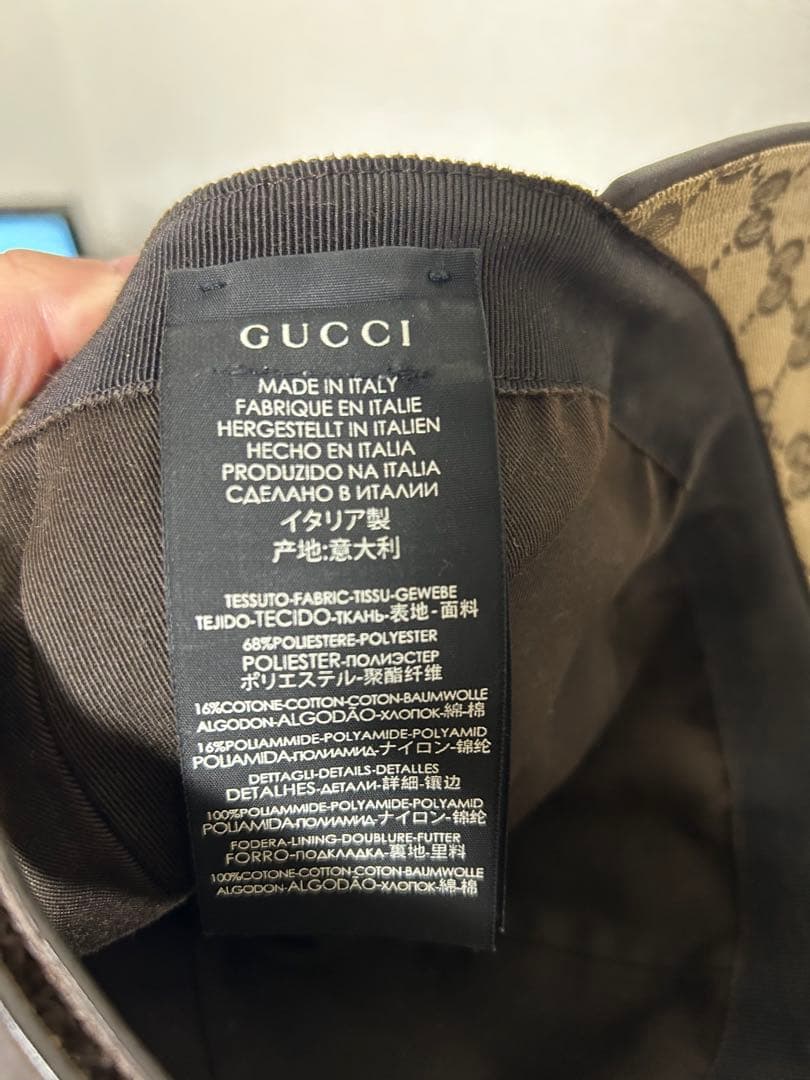 GUCCI
MADE IN ITALY
FABRIQUE EN ITALIE
HERGESTELLT IN ITALIEN
HECHO EN ITALIA
PRODUZIDO NA ITALIA
СДЕЛАНО В ИТАЛИИ
イタリア製
产地:意大利
TESSUTO-FABRIC-TISSU-GEWEBE
TEJIDO-TECIDO-ТКАНЬ-表地-面料
68%POLIESTERE-POLYESTER
POLIESTER-ПОЛИЭСТЕР
ポリエステル-聚酯纤维
16%COTONE-COTTON-COTON-BAUMWOLLE
ALGODON-ALGODÃO-ХЛОПОК-綿-棉
16%POLIAMMIDE-POLYAMIDE-POLYAMID
POLIAMIDA-ПОЛИАМИД-ナイロン-锦纶
DETTAGLI-DETAILS-DETALLES
DETALHES-ДЕТАЛИ-詳細-镶边
100%POLIAMMIDE-POLYAMIDE-POLYAMID
POLIAMIDA-ПОЛИАМИД-ナイロン-锦纶
FODERA-LINING-DOUBLURE-FUTTER
FORRO-ПОДКЛАДКА-裏地-里料
100%COTONE-COTTON-COTON-BAUMWOLLE
ALGODON-ALGODÃO-ХЛОПОК-綿-棉